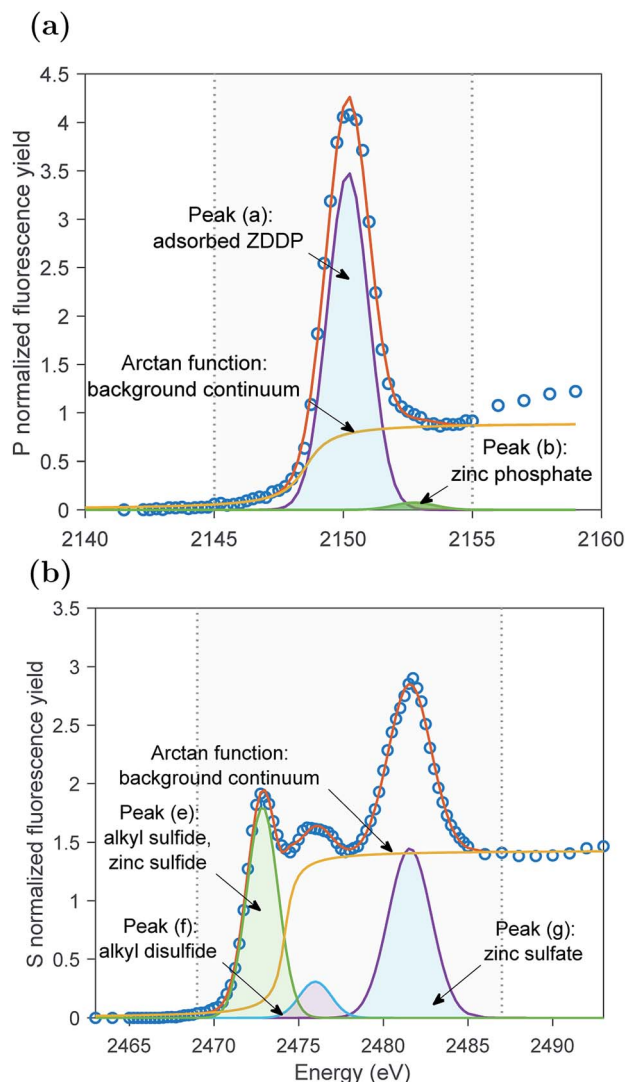 (a)
4.5
4
3.5
3
2.5
2
1.5
1
0.5
0
P normalized fluorescence yield
Peak (a):
adsorbed ZDDP
Arctan function:
background continuum
Peak (b):
zinc phosphate
2140
2145
2150
2155
2160
(b)
3.5
3
2.5
2
1.5
1
0.5
0
S normalized fluorescence yield
Arctan function:
background continuum
Peak (e):
alkyl sulfide,
zinc sulfide
Peak (f):
alkyl disulfide
Peak (g):
zinc sulfate
2465
2470
2475
2480
2485
2490
Energy (eV)